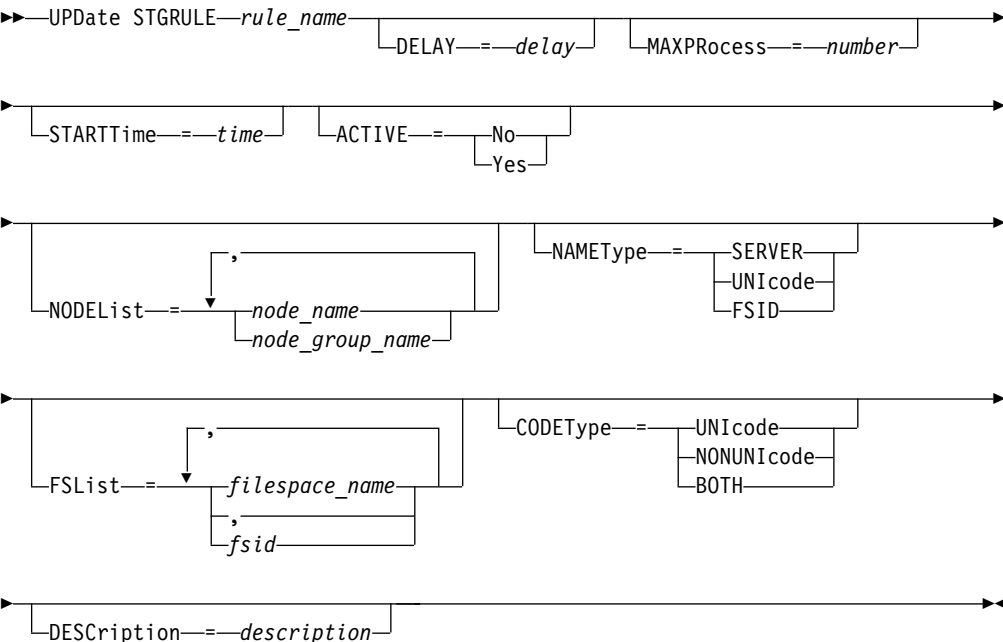 UPDate STGRULE rule_name
DELAY = delay
MAXPRocess = number
STARTTime = time
ACTIVE = No
Yes
NODEList = node_name
,
node_group_name
NAMEType = SERVER
UNIcode
FSID
FSList = filespace_name
,
,
fsid
CODEType = UNIcode
NONUNIcode
BOTH
DESCription = description